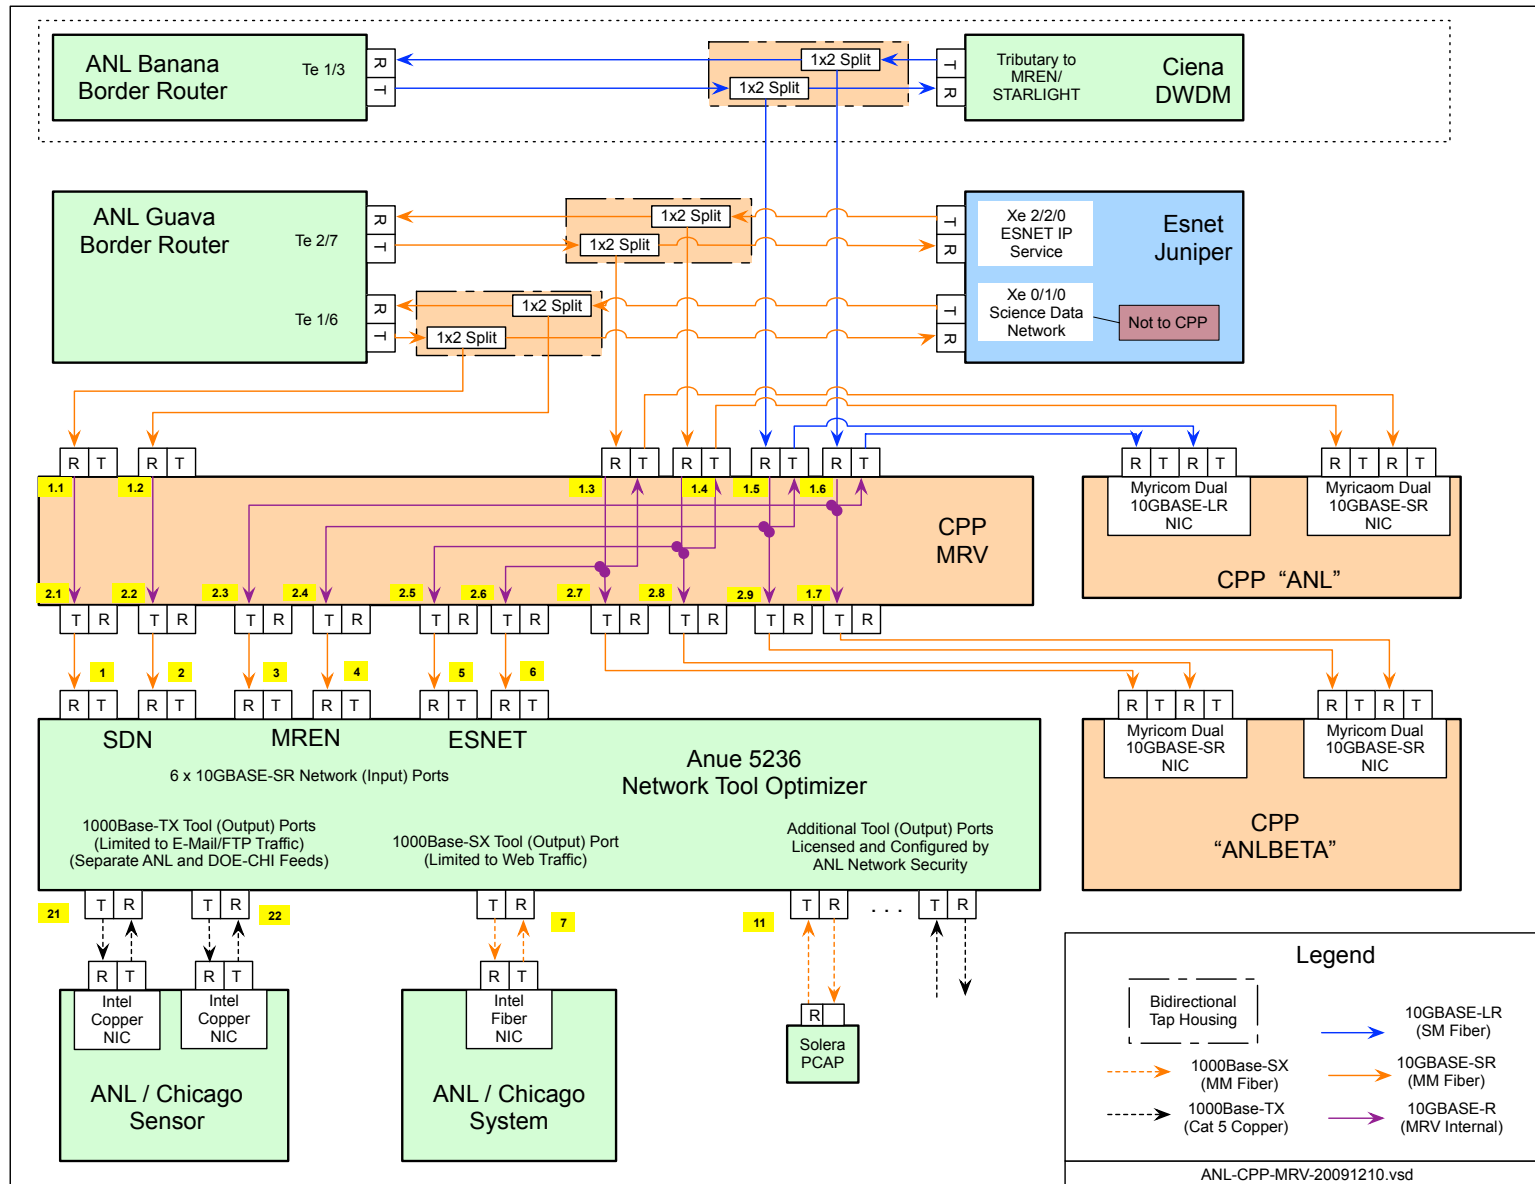 ANL Banana
Border Router
Te 1/3
R
T
1x2 Split
1x2 Split
T
R
Tributary to
MREN/
STARLIGHT
Ciena
DWDM
ANL Guava
Border Router
Te 2/7
R
T
Te 1/6
R
T
1x2 Split
1x2 Split
1x2 Split
1x2 Split
T
R
T
R
Xe 2/2/0
ESNET IP
Service
Xe 0/1/0
Science Data
Network
Esnet
Juniper
Not to CPP
R T
R T
R T
R T
R T
R T
R T R T
R T R T
1.1
1.2
1.3
1.4
1.5
1.6
CPP
MRV
Myricom Dual
10GBASE-LR
NIC
Myricaom Dual
10GBASE-SR
NIC
CPP “ANL”
2.1
2.2
2.3
2.4
2.5
2.6
2.7
2.8
2.9
1.7
T R
T R
T R
T R
T R
T R
T R
T R
T R
T R
1
2
3
4
5
6
R T
R T
R T
R T
R T
R T
R T R T
R T R T
SDN
MREN
ESNET
6 x 10GBASE-SR Network (Input) Ports
Anue 5236
Network Tool Optimizer
Myricom Dual
10GBASE-SR
NIC
Myricom Dual
10GBASE-SR
NIC
CPP
“ANLBETA”
1000Base-TX Tool (Output) Ports
(Limited to E-Mail/FTP Traffic)
(Separate ANL and DOE-CHI Feeds)
1000Base-SX Tool (Output) Port
(Limited to Web Traffic)
Additional Tool (Output) Ports
Licensed and Configured by
ANL Network Security
21
T R
T R
22
T R
7
11
T R
. . .
T R
R T
R T
R T
R
Intel
Copper
NIC
Intel
Copper
NIC
ANL / Chicago
Sensor
Intel
Fiber
NIC
ANL / Chicago
System
Solera
PCAP
Legend
Bidirectional
Tap Housing
10GBASE-LR
(SM Fiber)
1000Base-SX
(MM Fiber)
10GBASE-SR
(MM Fiber)
1000Base-TX
(Cat 5 Copper)
10GBASE-R
(MRV Internal)
ANL-CPP-MRV-20091210.vsd